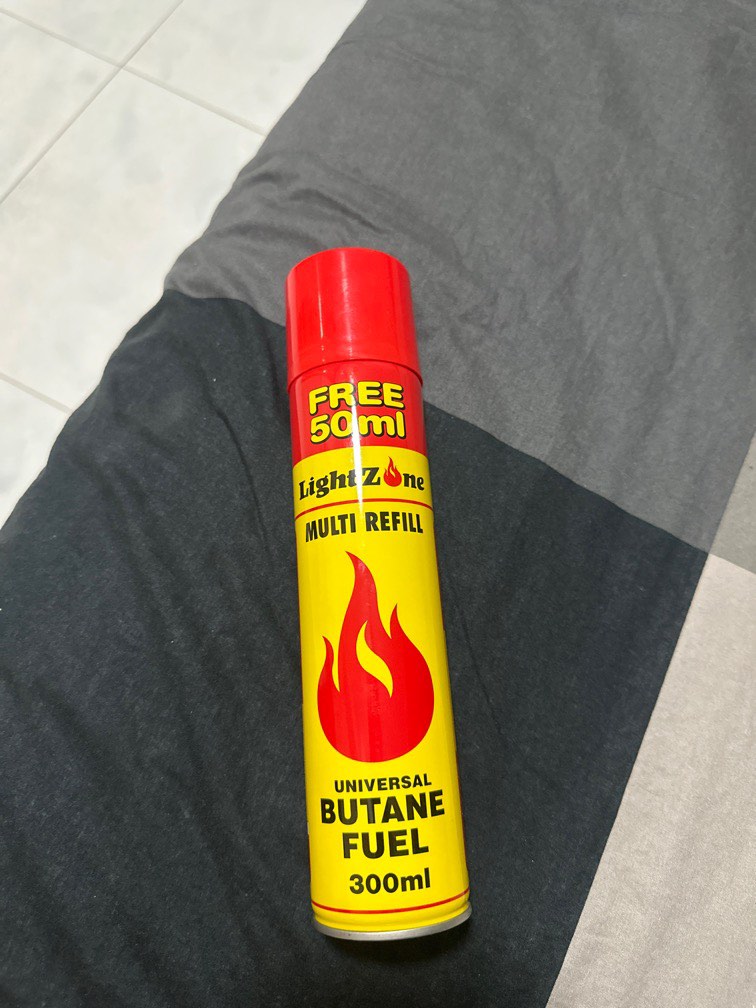 FREE
50ml
LightZone
MULTI REFILL
UNIVERSAL
BUTANE
FUEL
300ml